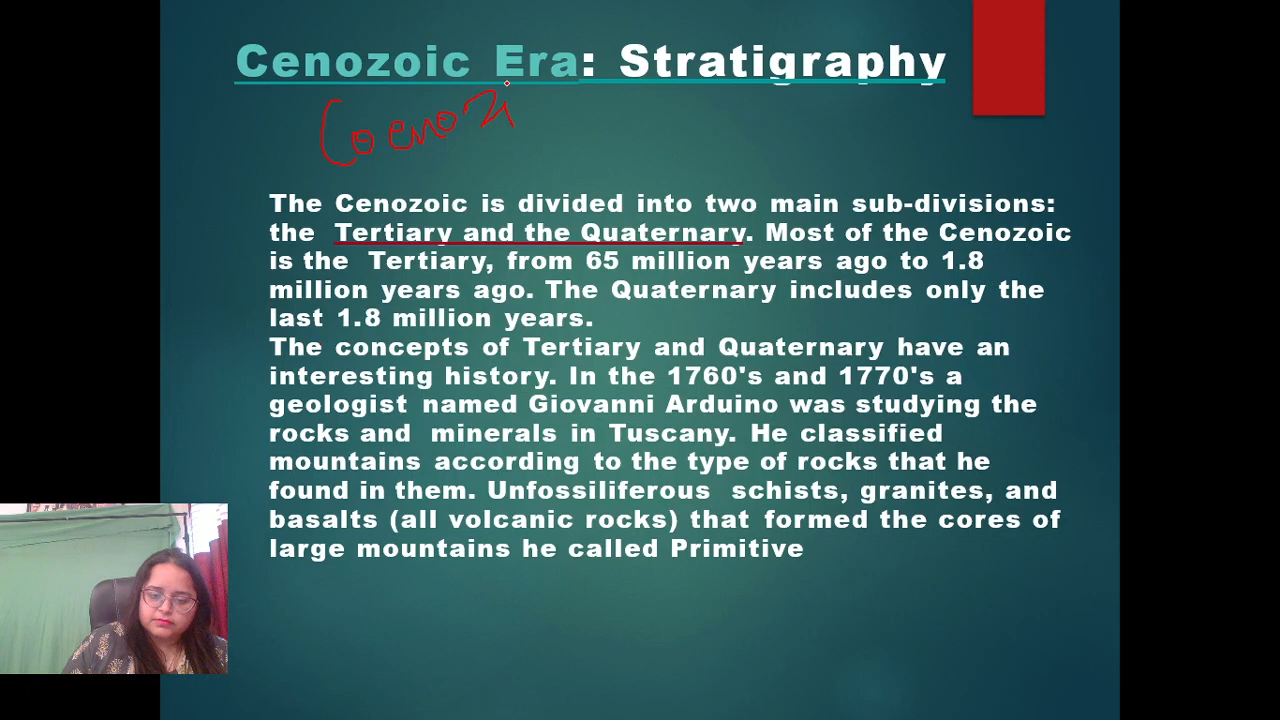 Cenozoic Era: Stratigraphy
Coenoz
The Cenozoic is divided into two main sub-divisions:
the Tertiary and the Quaternary. Most of the Cenozoic
is the Tertiary, from 65 million years ago to 1.8
million years ago. The Quaternary includes only the
last 1.8 million years.
The concepts of Tertiary and Quaternary have an
interesting history. In the 1760's and 1770's a
geologist named Giovanni Arduino was studying the
rocks and minerals in Tuscany. He classified
mountains according to the type of rocks that he
found in them. Unfossiliferous schists, granites, and
basalts (all volcanic rocks) that formed the cores of
large mountains he called Primitive